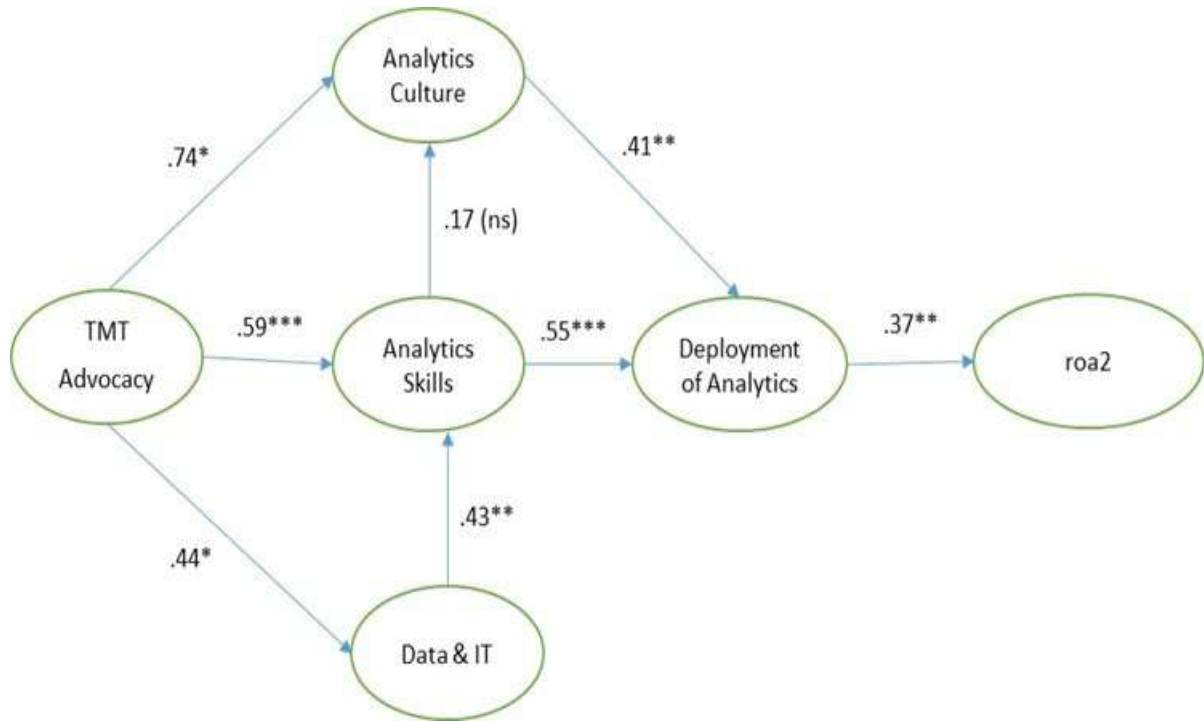 Analytics
Culture
.74*
.41**
.17 (ns)
TMT
Advocacy
.59***
Analytics
Skills
.55***
Deployment
of Analytics
.37**
roa2
.43**
.44*
Data & IT